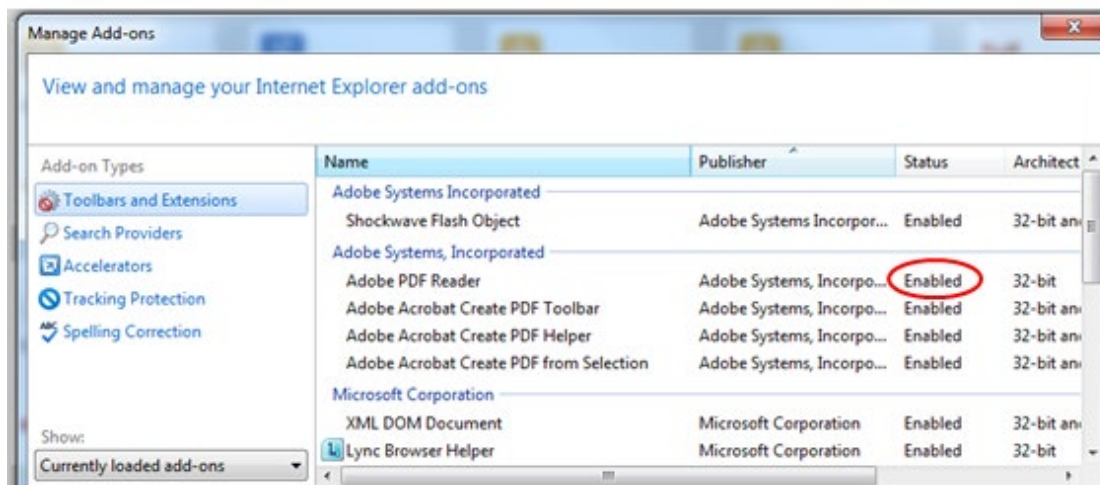 Manage Add-ons
View and manage your Internet Explorer add-ons
Add-on Types
Toolbars and Extensions
Search Providers
Accelerators
Tracking Protection
Spelling Correction
Show:
Currently loaded add-ons
Name Publisher Status Architect
Adobe Systems Incorporated
Shockwave Flash Object Adobe Systems Incorpor... Enabled 32-bit an
Adobe Systems, Incorporated
Adobe PDF Reader Adobe Systems, Incorpo... Enabled 32-bit
Adobe Acrobat Create PDF Toolbar Adobe Systems, Incorpo... Enabled 32-bit an
Adobe Acrobat Create PDF Helper Adobe Systems, Incorpo... Enabled 32-bit an
Adobe Acrobat Create PDF from Selection Adobe Systems, Incorpo... Enabled 32-bit an
Microsoft Corporation
XML DOM Document Microsoft Corporation Enabled 32-bit an
Lync Browser Helper Microsoft Corporation Enabled 32-bit